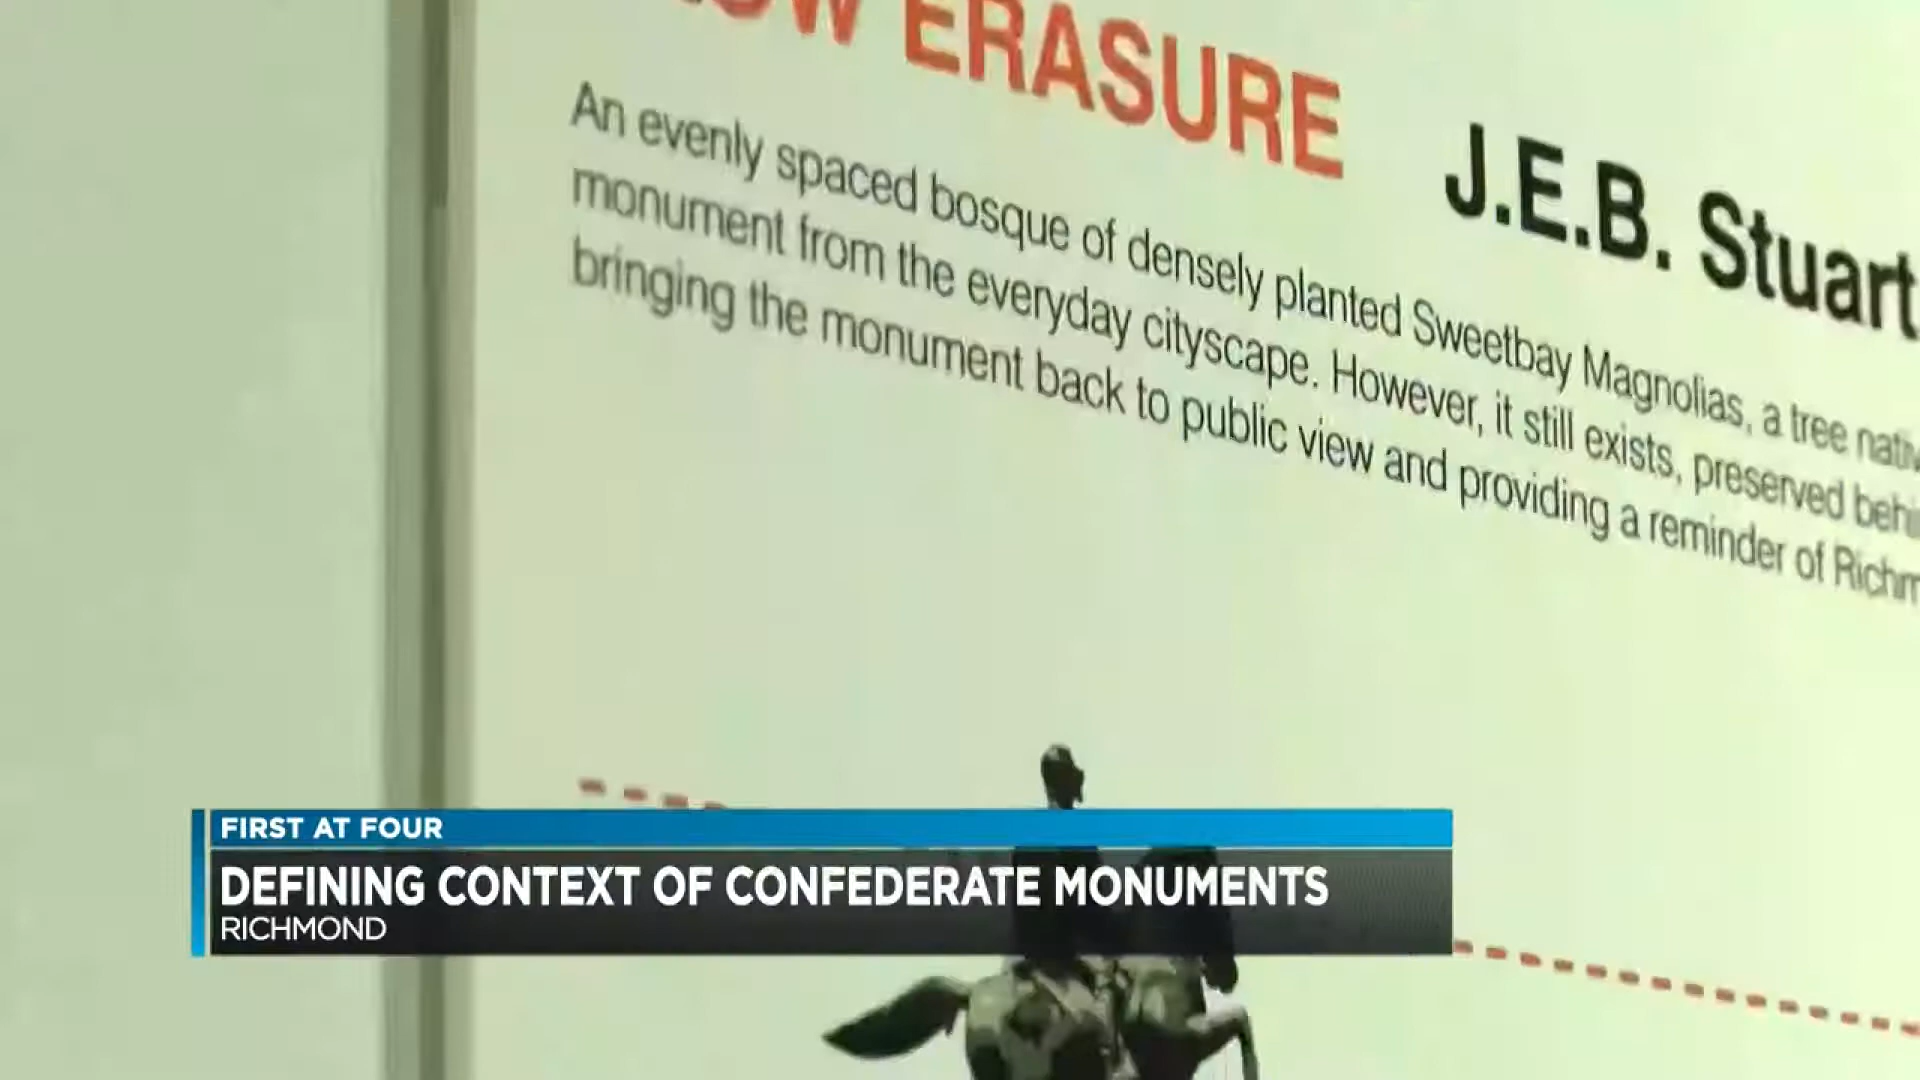 ERASURE
J.E.B. Stuart
An evenly spaced bosque of densely planted Sweetbay Magnolias, a tree
monument from the everyday cityscape. However, it still exists, preserved
bringing the monument back to public view and providing a reminder of
FIRST AT FOUR
DEFINING CONTEXT OF CONFEDERATE MONUMENTS
RICHMOND